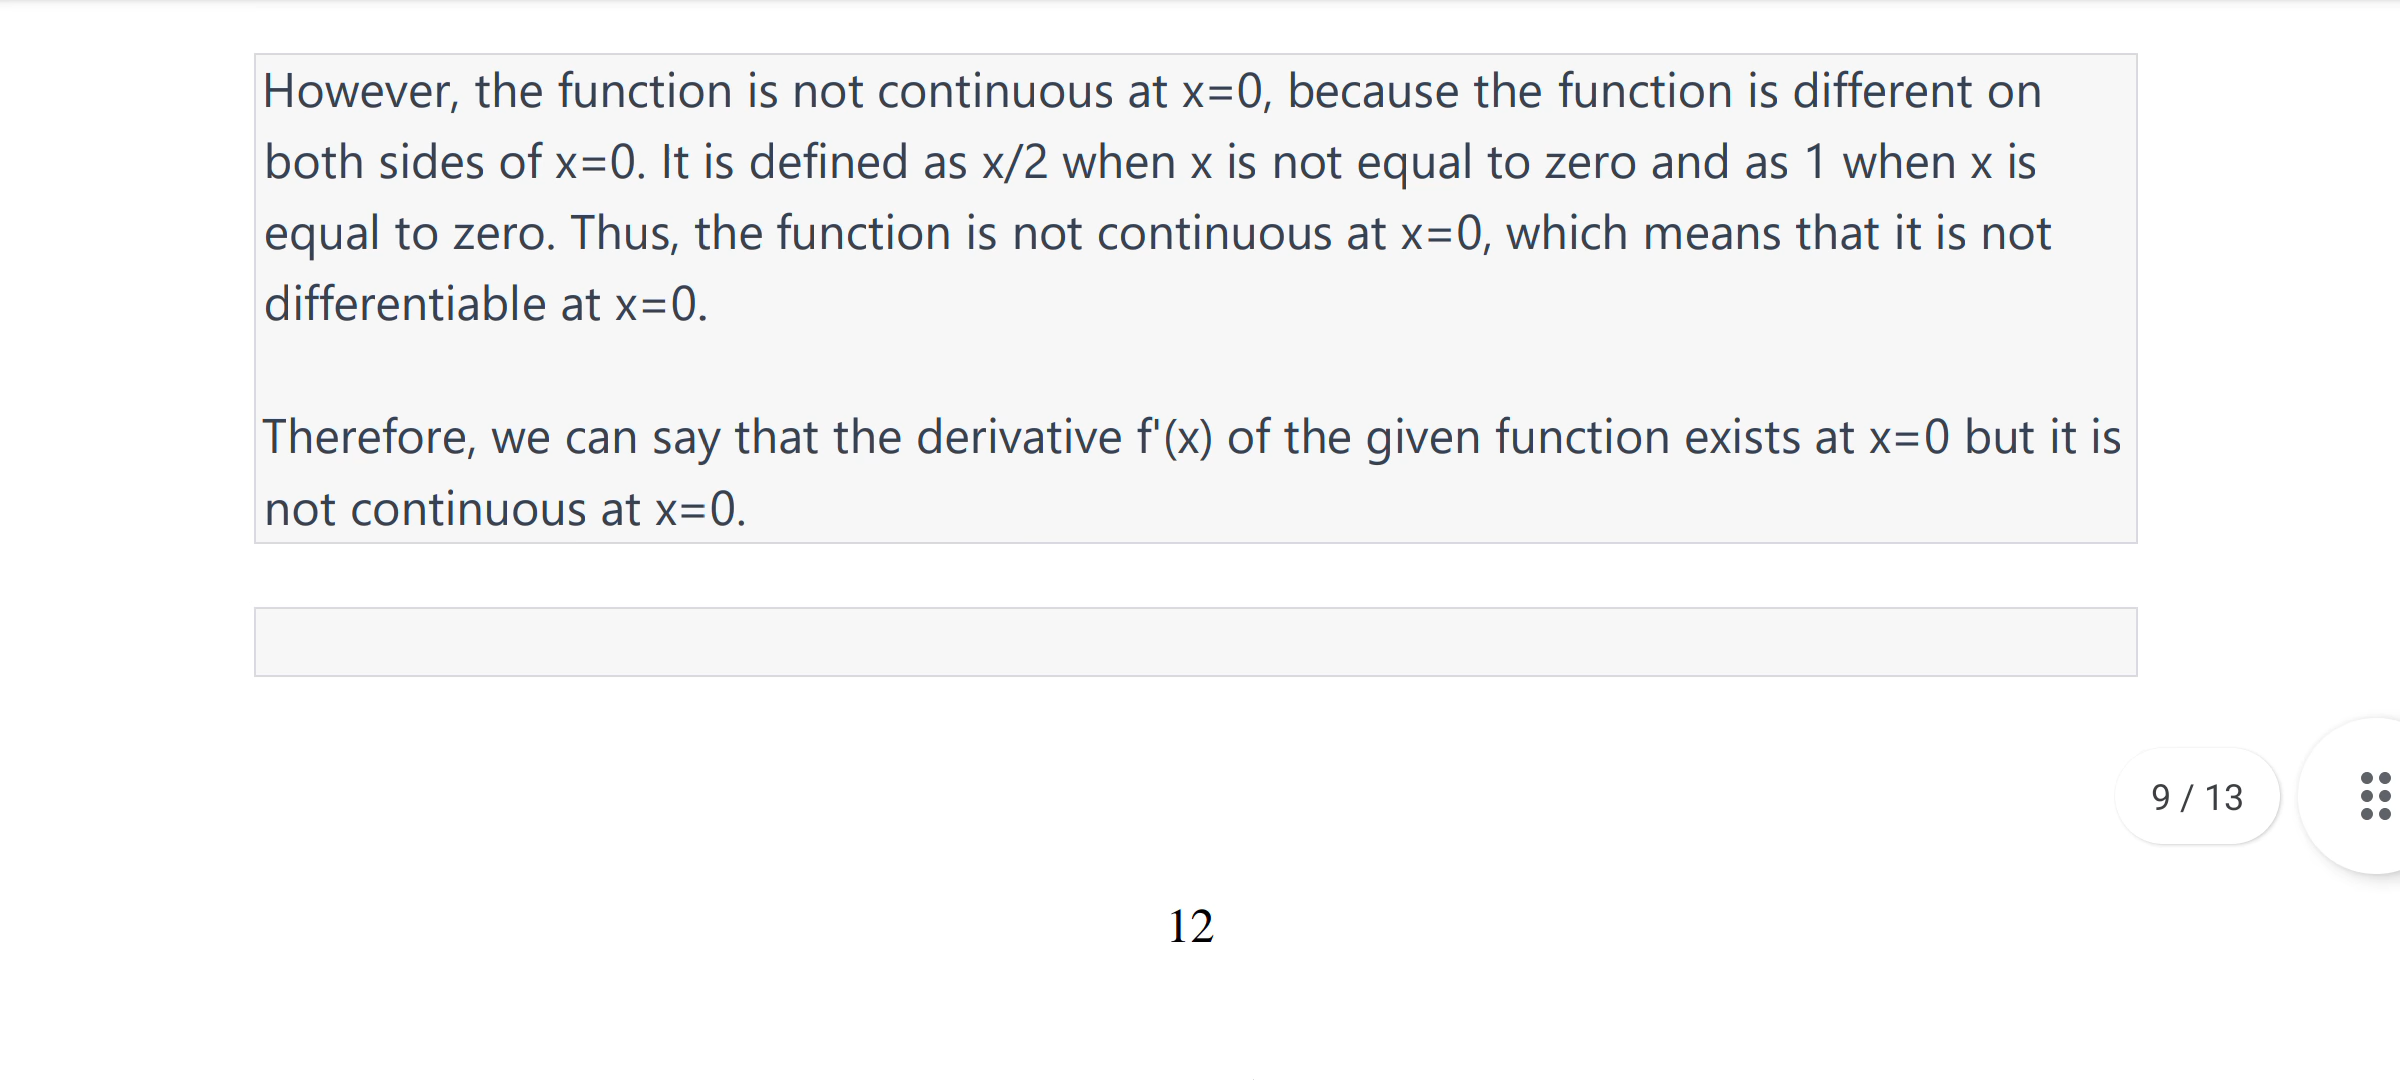 However, the function is not continuous at x=0, because the function is different on
both sides of x=0. It is defined as x/2 when x is not equal to zero and as 1 when x is
equal to zero. Thus, the function is not continuous at x=0, which means that it is not
differentiable at x=0.
Therefore, we can say that the derivative f'(x) of the given function exists at x=0 but it is
not continuous at x=0.
9 / 13
12